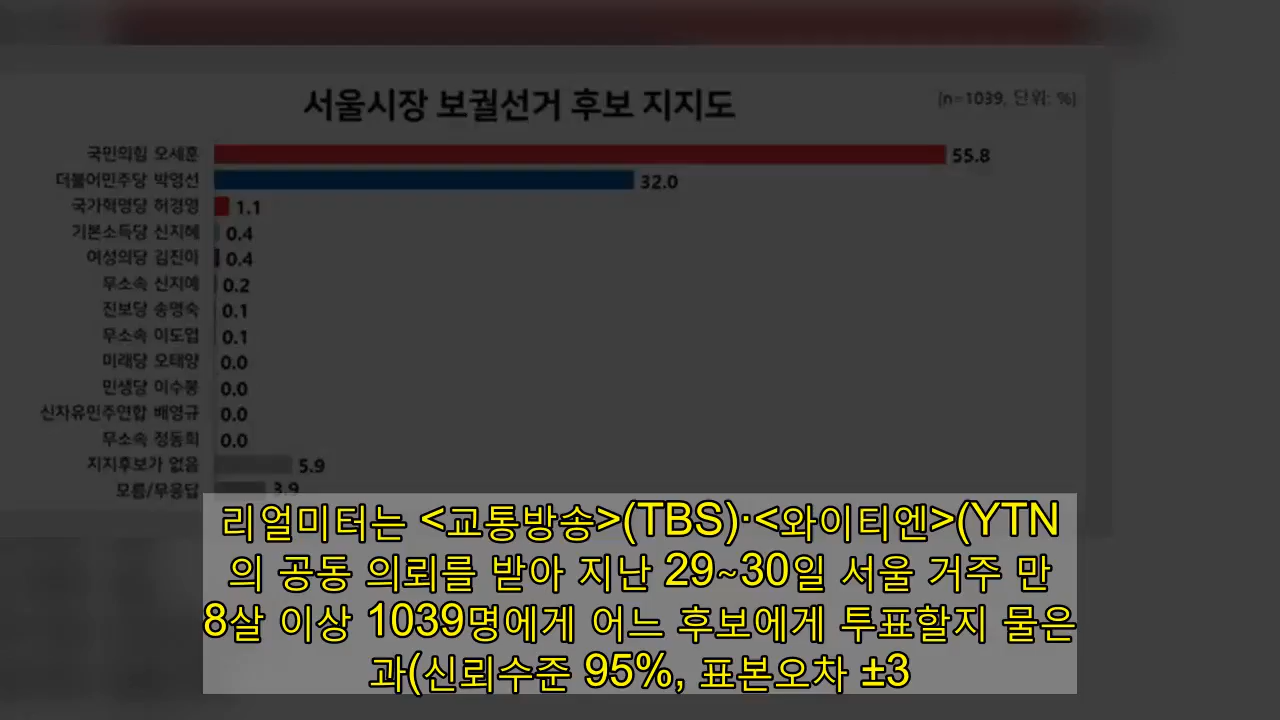 서울시장 보궐선거 후보 지지도
(n=1039, 단위: %)
국민의힘 오세훈 55.8
더불어민주당 박영선 32.0
국가혁명당 허경영 1.1
기본소득당 신지혜 0.4
여성의당 김진아 0.4
무소속 신지예 0.2
진보당 송명숙 0.1
무소속 이도엽 0.1
미래당 오태양 0.0
민생당 이수봉 0.0
신자유민주연합 배영규 0.0
무소속 정동희 0.0
지지후보가 없음 5.9
모름/무응답 3.9
리얼미터는 <교통방송>(TBS)·<와이티엔>(YTN
의 공동 의뢰를 받아 지난 29~30일 서울 거주 만
8살 이상 1039명에게 어느 후보에게 투표할지 물은
과(신뢰수준 95%, 표본오차 ±3